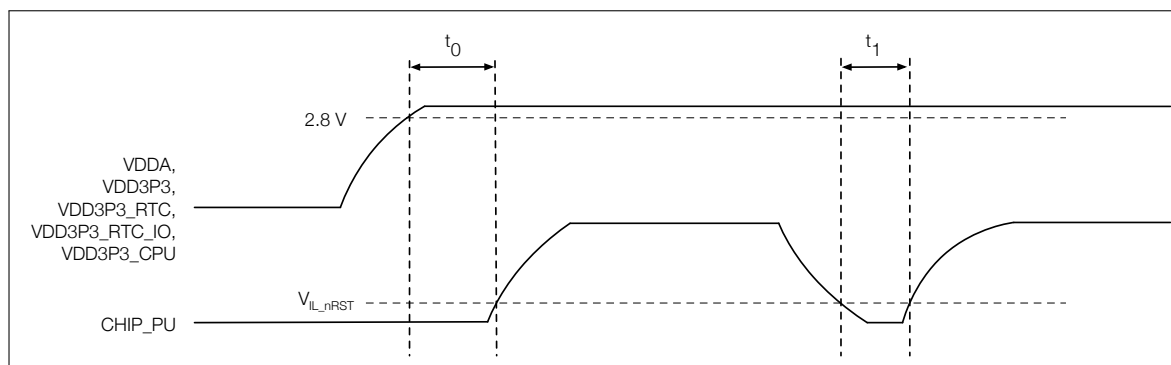 t0
t1
2.8 V
VDDA,
VDD3P3,
VDD3P3_RTC,
VDD3P3_RTC_IO,
VDD3P3_CPU
VIL_nRST
CHIP_PU